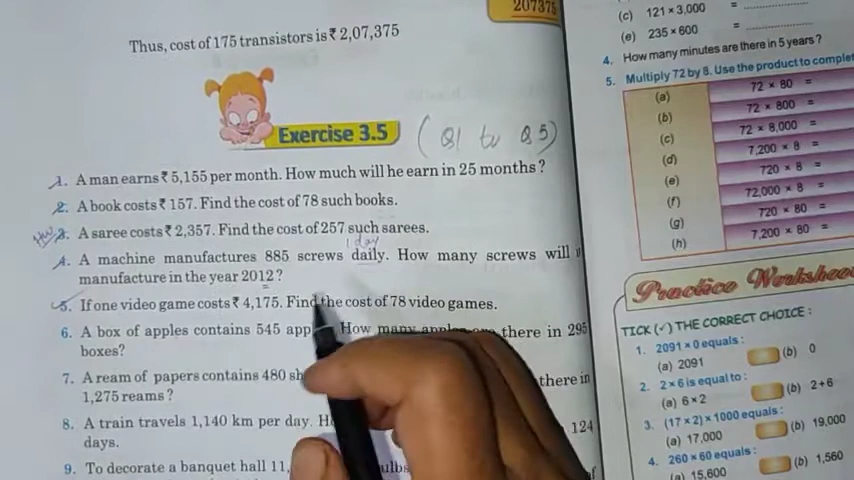 207375
Thus, cost of 175 transistors is ₹ 2,07,375
Exercise 3.5 (Q1 to Q5)
1. A man earns ₹ 5,155 per month. How much will he earn in 25 months?
2. A book costs ₹ 157. Find the cost of 78 such books.
HW 3. A saree costs ₹ 2,357. Find the cost of 257 such sarees.
1 day
4. A machine manufactures 885 screws daily. How many screws will
manufacture in the year 2012?
5. If one video game costs ₹ 4,175. Find the cost of 78 video games.
6. A box of apples contains 545 How many apples are there in 295
boxes?
7. A ream of papers contains 480 there in
1,275 reams?
8. A train travels 1,140 km per day. 124
days.
9. To decorate a banquet hall 11,
(c) 121 × 3,000 = ..................
(e) 235 × 600 = ..................
4. How many minutes are there in 5 years?
5. Multiply 72 by 8. Use the product to
(a) 72 × 80 =
(b) 72 × 800 =
(c) 72 × 8,000 =
(d) 7,200 × 8 =
(e) 720 × 8 =
(f) 72,000 × 8 =
(g) 720 × 80 =
(h) 7,200 × 80 =
Practice Worksheet
TICK (✓) THE CORRECT CHOICE:
1. 2091 × 0 equals:
(a) 2091 (b) 0
2. 2 × 6 is equal to:
(a) 6 × 2 (b) 2 + 6
3. (17 × 2) × 1000 equals:
(a) 17,000 (b) 19,000
4. 260 × 60 equals:
(a) 15,600 (b) 1,560